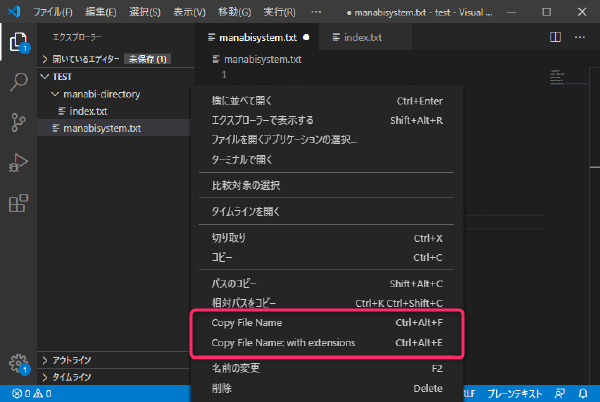 ファイル(F) 編集(E) 選択(S) 表示(V) 移動(G) 実行(R) ··· ● manabisystem.txt - test - Visual ...
エクスプローラー
manabisystem.txt ● index.txt ···
開いているエディター 未保存 (1)
manabisystem.txt
TEST
1
manabi-directory
index.txt
manabisystem.txt
横に並べて開く Ctrl+Enter
エクスプローラーで表示する Shift+Alt+R
ファイルを開くアプリケーションの選択...
ターミナルで開く
比較対象の選択
タイムラインを開く
切り取り Ctrl+X
コピー Ctrl+C
パスのコピー Shift+Alt+C
相対パスをコピー Ctrl+K Ctrl+Shift+C
Copy File Name Ctrl+Alt+F
Copy File Name: with extensions Ctrl+Alt+E
名前の変更 F2
削除 Delete
アウトライン
タイムライン
1
1
0 0
RLF プレーンテキスト